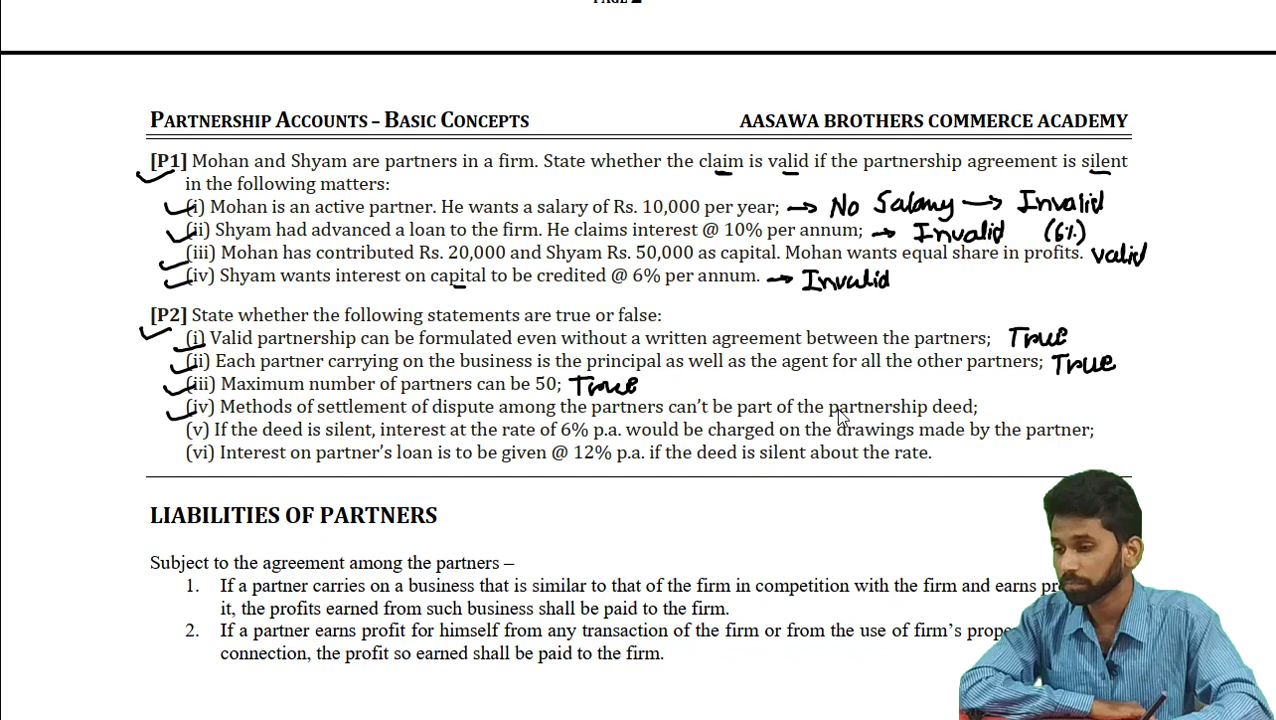 PARTNERSHIP ACCOUNTS – BASIC CONCEPTS AASAWA BROTHERS COMMERCE ACADEMY
[P1] Mohan and Shyam are partners in a firm. State whether the claim is valid if the partnership agreement is silent
in the following matters:
(i) Mohan is an active partner. He wants a salary of Rs. 10,000 per year; → No Salary → Invalid
(ii) Shyam had advanced a loan to the firm. He claims interest @ 10% per annum; → Invalid (6%)
(iii) Mohan has contributed Rs. 20,000 and Shyam Rs. 50,000 as capital. Mohan wants equal share in profits. valid
(iv) Shyam wants interest on capital to be credited @ 6% per annum. → Invalid
[P2] State whether the following statements are true or false:
(i) Valid partnership can be formulated even without a written agreement between the partners; True
(ii) Each partner carrying on the business is the principal as well as the agent for all the other partners; True
(iii) Maximum number of partners can be 50; True
(iv) Methods of settlement of dispute among the partners can't be part of the partnership deed;
(v) If the deed is silent, interest at the rate of 6% p.a. would be charged on the drawings made by the partner;
(vi) Interest on partner's loan is to be given @ 12% p.a. if the deed is silent about the rate.
LIABILITIES OF PARTNERS
Subject to the agreement among the partners –
1. If a partner carries on a business that is similar to that of the firm in competition with the firm and earns
it, the profits earned from such business shall be paid to the firm.
2. If a partner earns profit for himself from any transaction of the firm or from the use of firm's
connection, the profit so earned shall be paid to the firm.